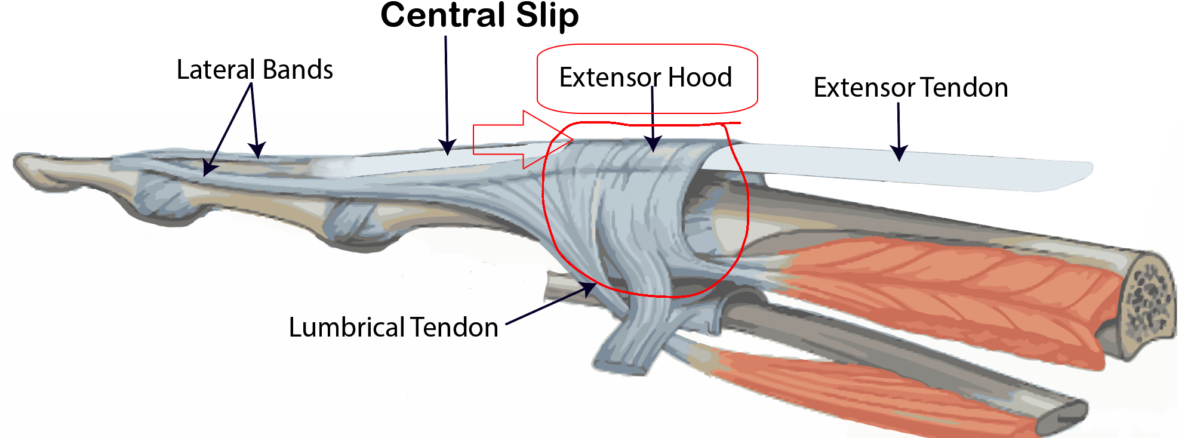 Central Slip
Lateral Bands
Extensor Hood
Extensor Tendon
Lumbrical Tendon